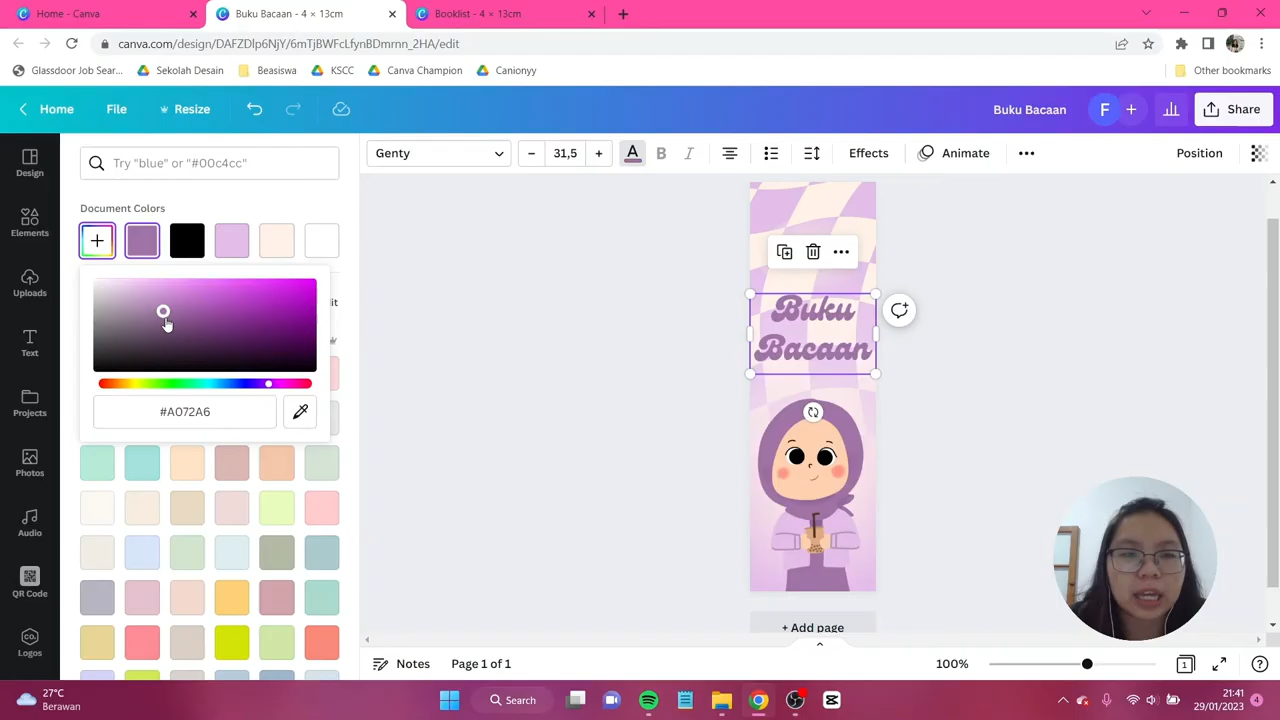 Home - Canva
Buku Bacaan - 4 × 13cm
Booklist - 4 × 13cm
canva.com/design/DAFZDlp6NjY/6mTjBWFcLfynBDmrnn_2HA/edit
Glassdoor Job Sear...
Sekolah Desain
Beasiswa
KSCC
Canva Champion
Canionyy
Other bookmarks
Home
File
Resize
Buku Bacaan
F
Share
Design
Elements
Uploads
Text
Projects
Photos
Audio
QR Code
Logos
Try "blue" or "#00c4cc"
Document Colors
#A072A6
Genty
31,5
A
B
I
Effects
Animate
Position
Buku
Bacaan
+ Add page
Notes
Page 1 of 1
100%
1
27°C
Berawan
Search
21:41
29/01/2023
4